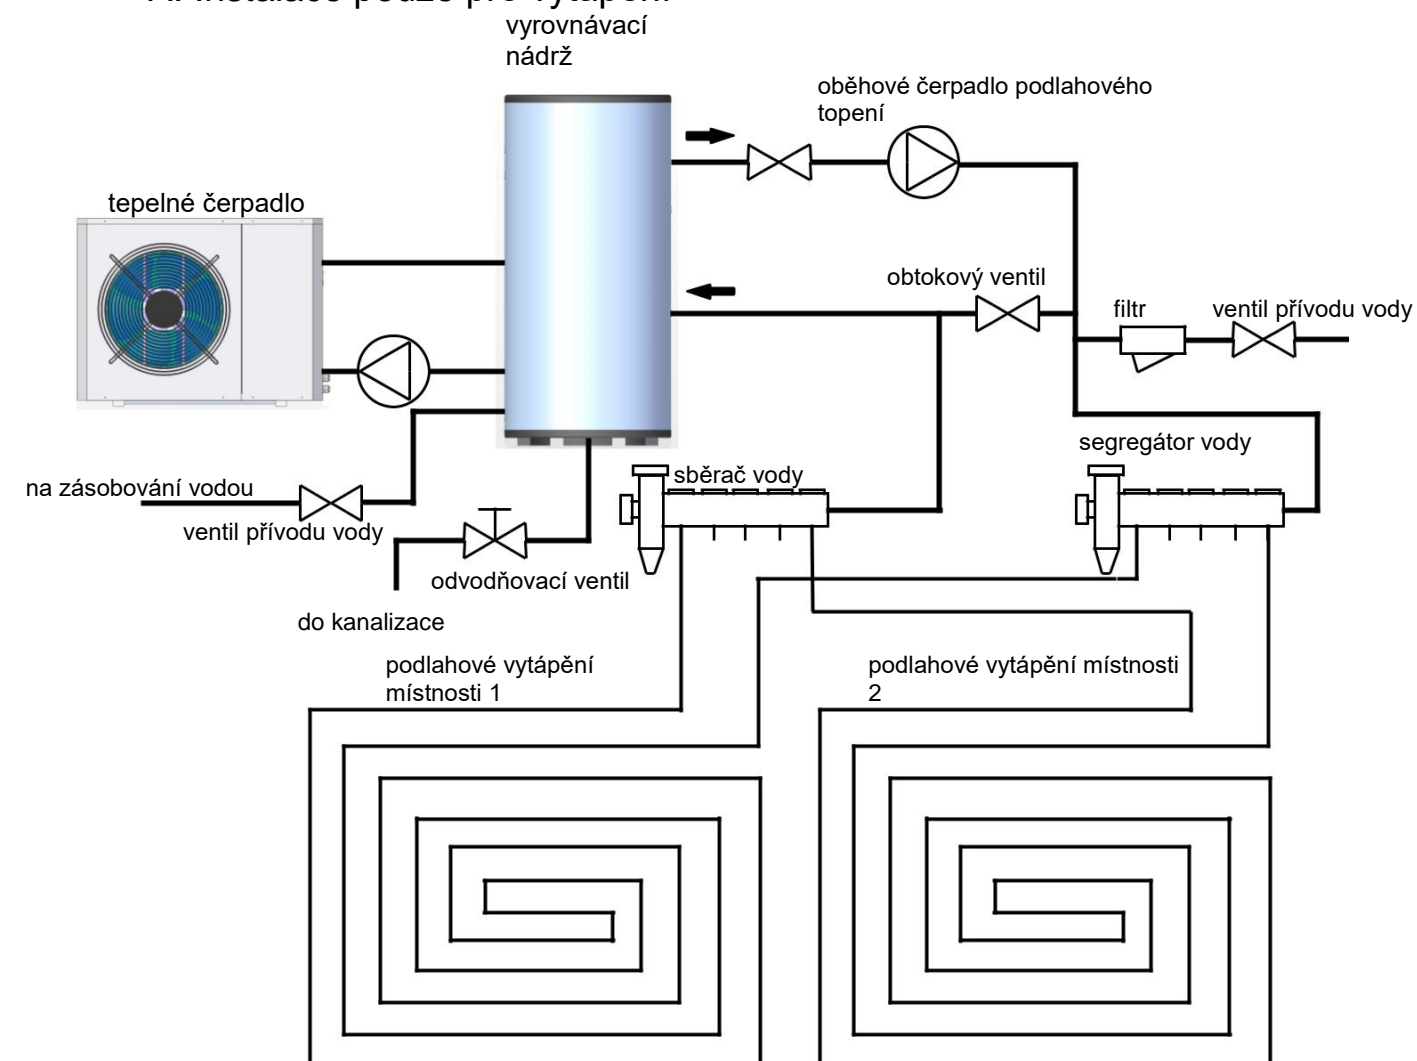 vyrovnávací
nádrž
oběhové čerpadlo podlahového
topení
tepelné čerpadlo
obtokový ventil
filtr
ventil přívodu vody
segregátor vody
sběrač vody
na zásobování vodou
ventil přívodu vody
odvodňovací ventil
do kanalizace
podlahové vytápění
místnosti 1
podlahové vytápění místnosti
2